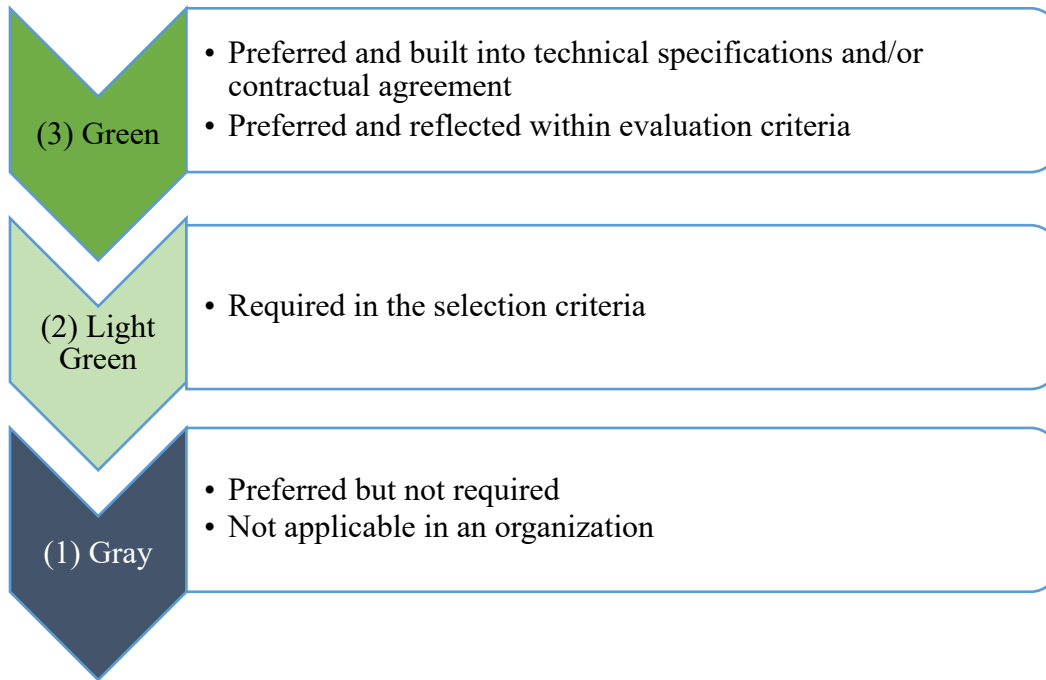 (3) Green
• Preferred and built into technical specifications and/or
contractual agreement
• Preferred and reflected within evaluation criteria
(2) Light
Green
• Required in the selection criteria
(1) Gray
• Preferred but not required
• Not applicable in an organization